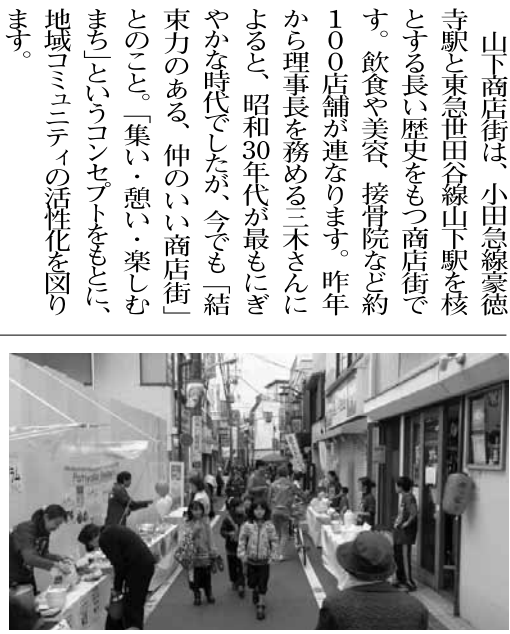 山下商店街は、小田急線豪徳
寺駅と東急世田谷線山下駅を核
とする長い歴史をもつ商店街で
す。飲食や美容、接骨院など約
１００店舗が連なります。昨年
から理事長を務める三木さんに
よると、昭和30年代が最もにぎ
やかな時代でしたが、今でも「結
束力のある、仲のいい商店街」
とのこと。「集い・憩い・楽しむ
まち」というコンセプトをもとに、
地域コミュニティの活性化を図り
ます。